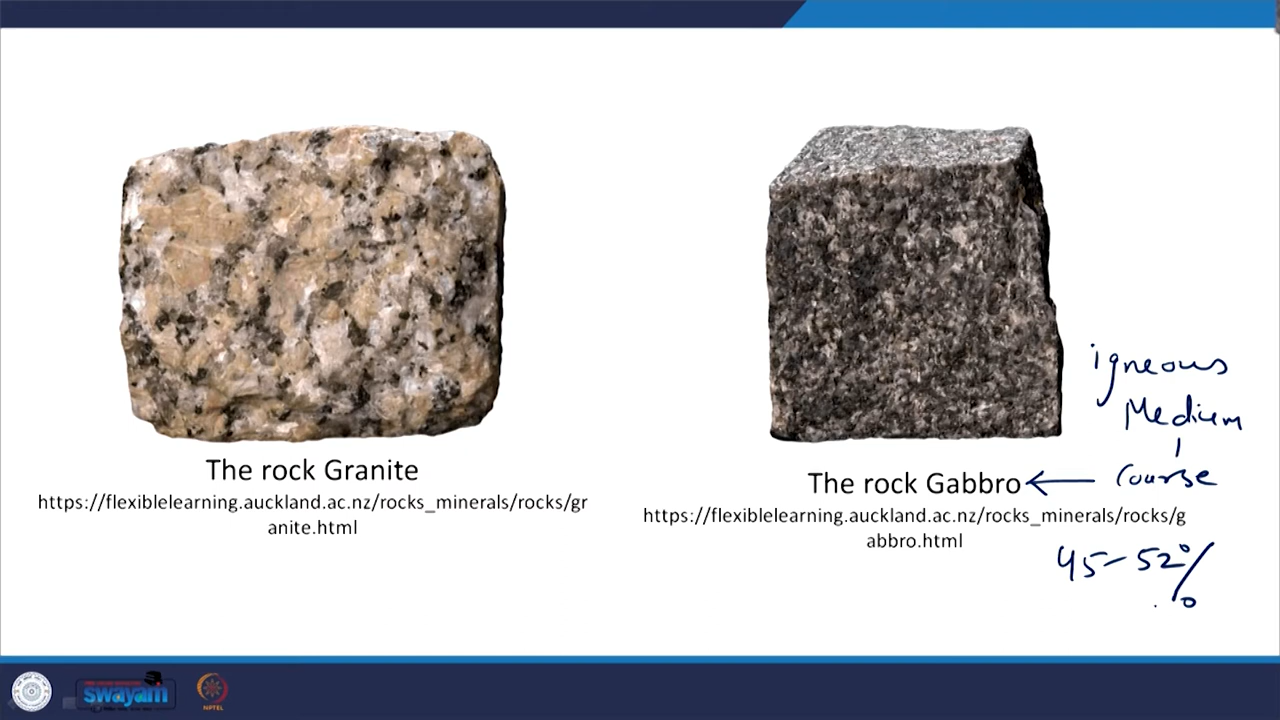 The rock Granite
https://flexiblelearning.auckland.ac.nz/rocks_minerals/rocks/gr
anite.html
The rock Gabbro
https://flexiblelearning.auckland.ac.nz/rocks_minerals/rocks/g
abbro.html
igneous
Medium
Course
45-52%
swayam
NPTEL